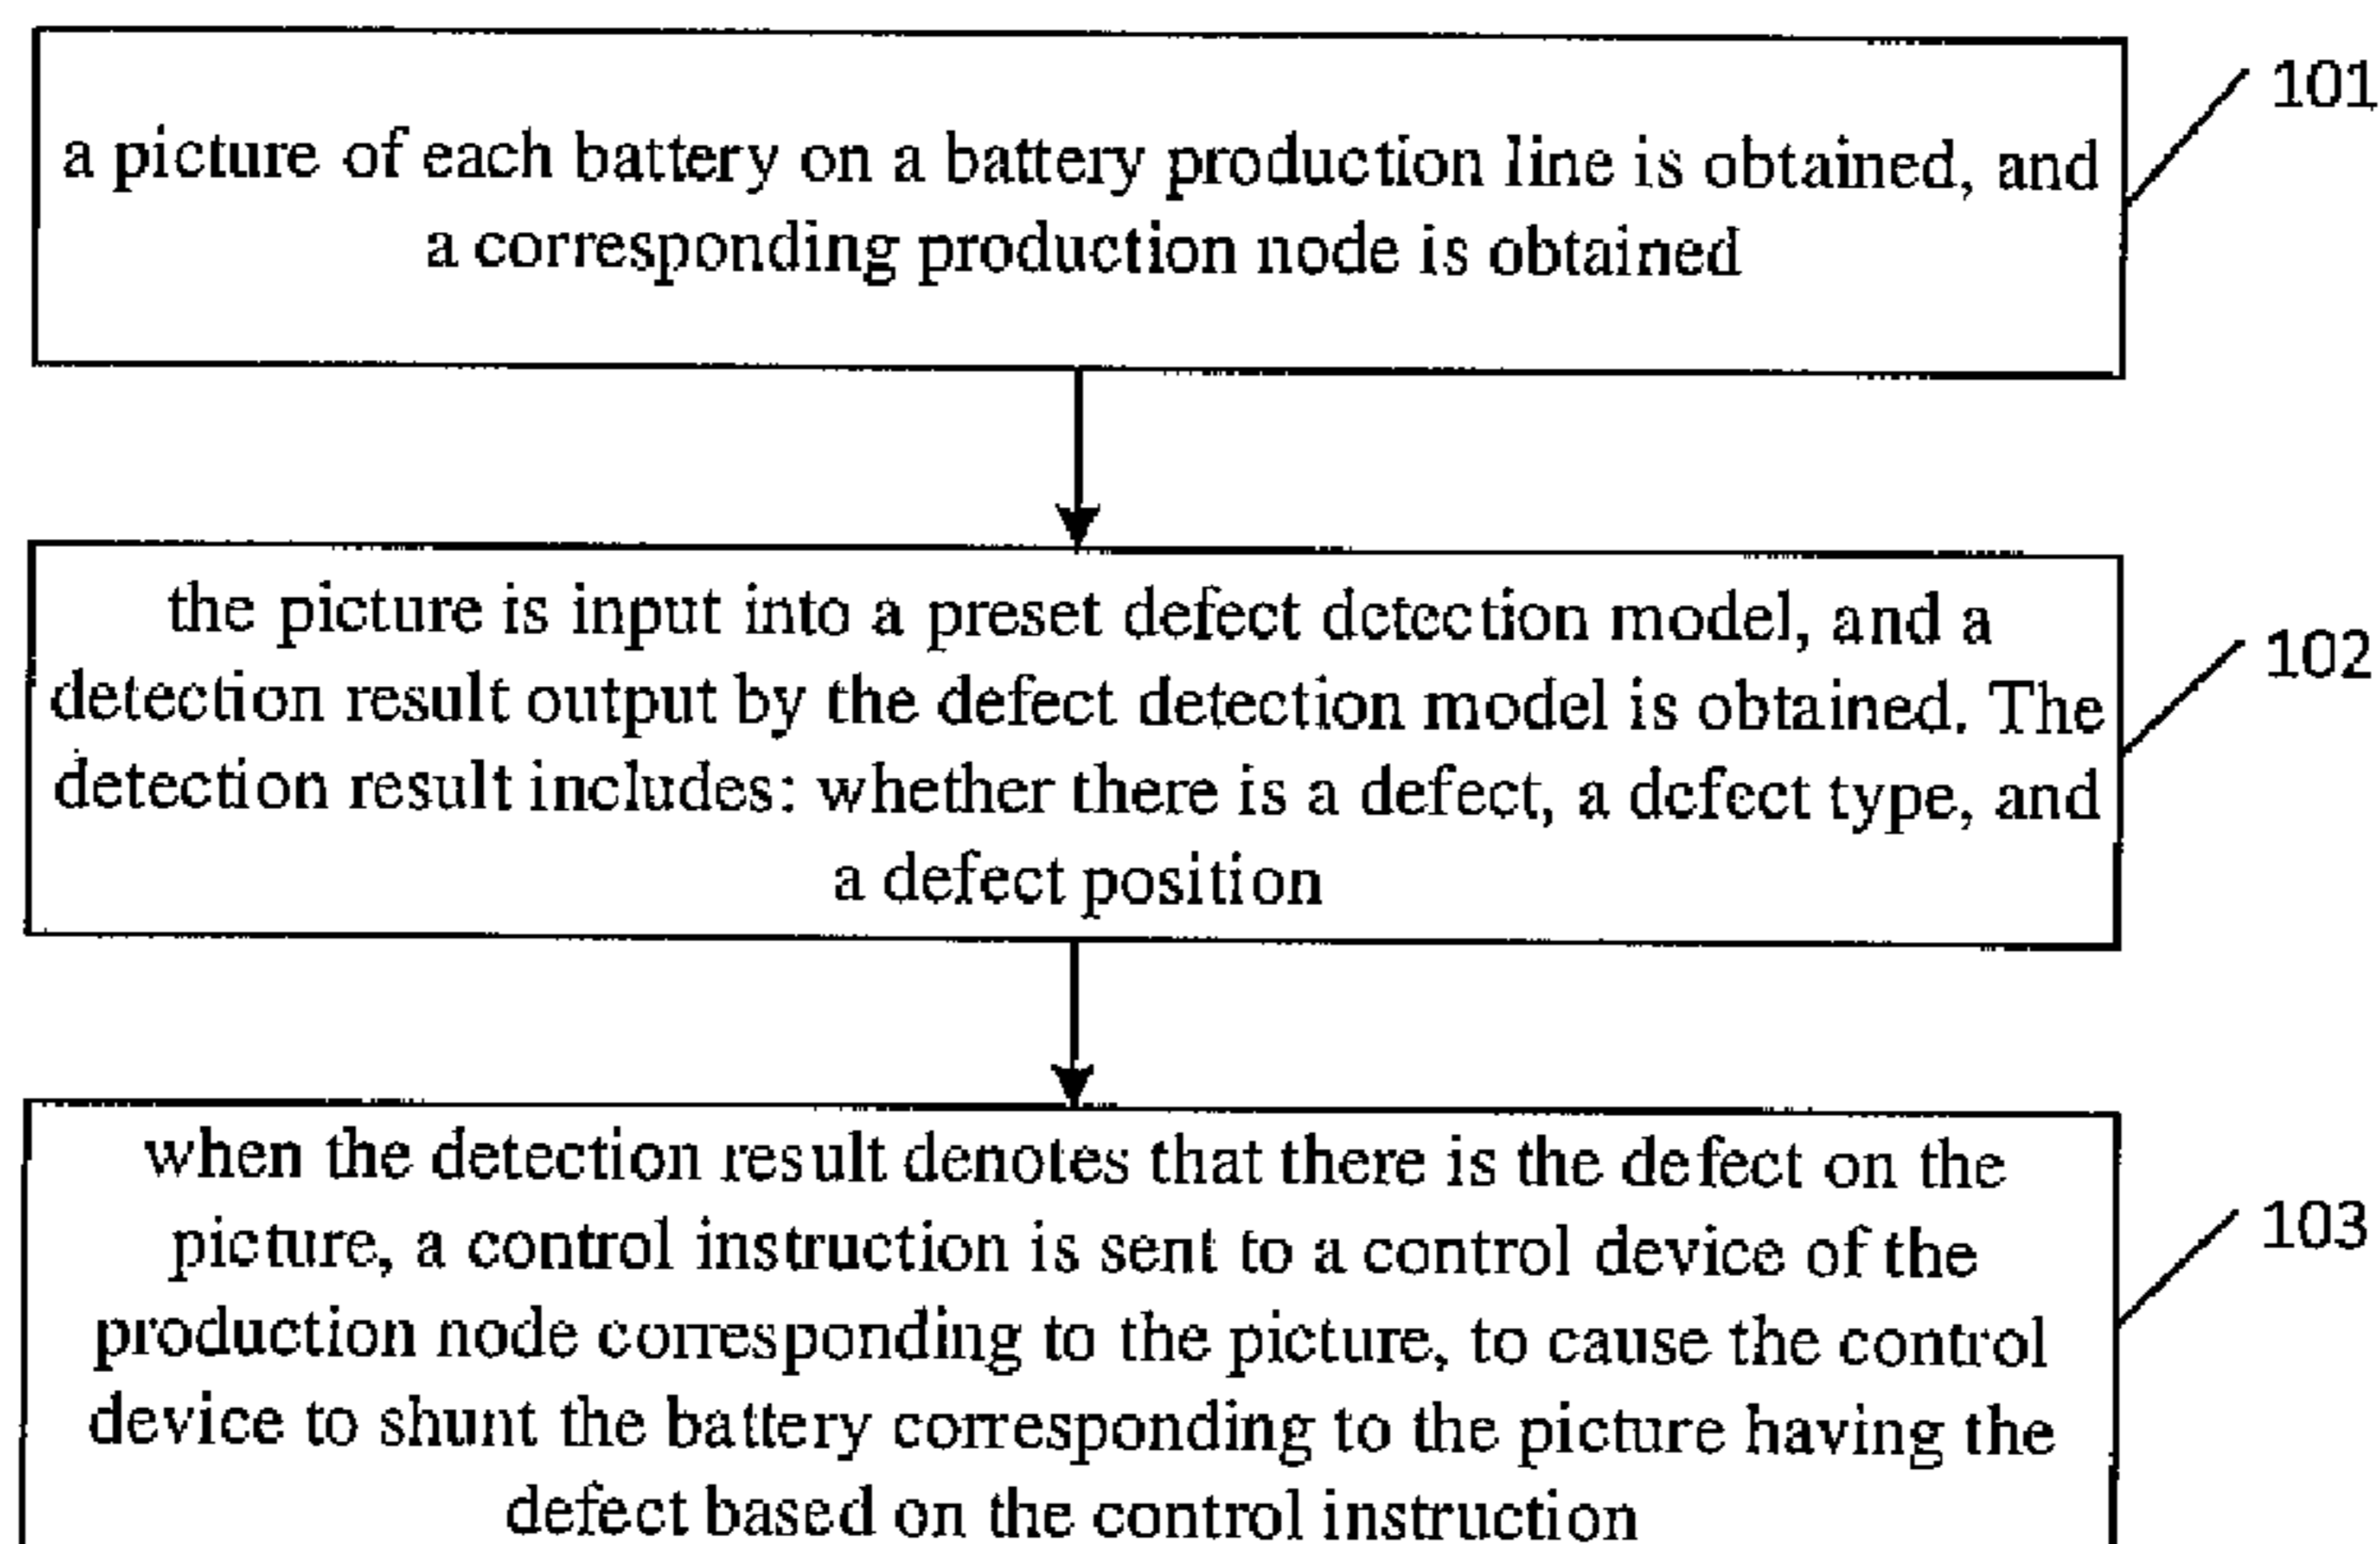 a picture of each battery on a battery production line is obtained, and
a corresponding production node is obtained
101
the picture is input into a preset defect detection model, and a
detection result output by the defect detection model is obtained. The
detection result includes: whether there is a defect, a defect type, and
a defect position
102
when the detection result denotes that there is the defect on the
picture, a control instruction is sent to a control device of the
production node corresponding to the picture, to cause the control
device to shunt the battery corresponding to the picture having the
defect based on the control instruction
103